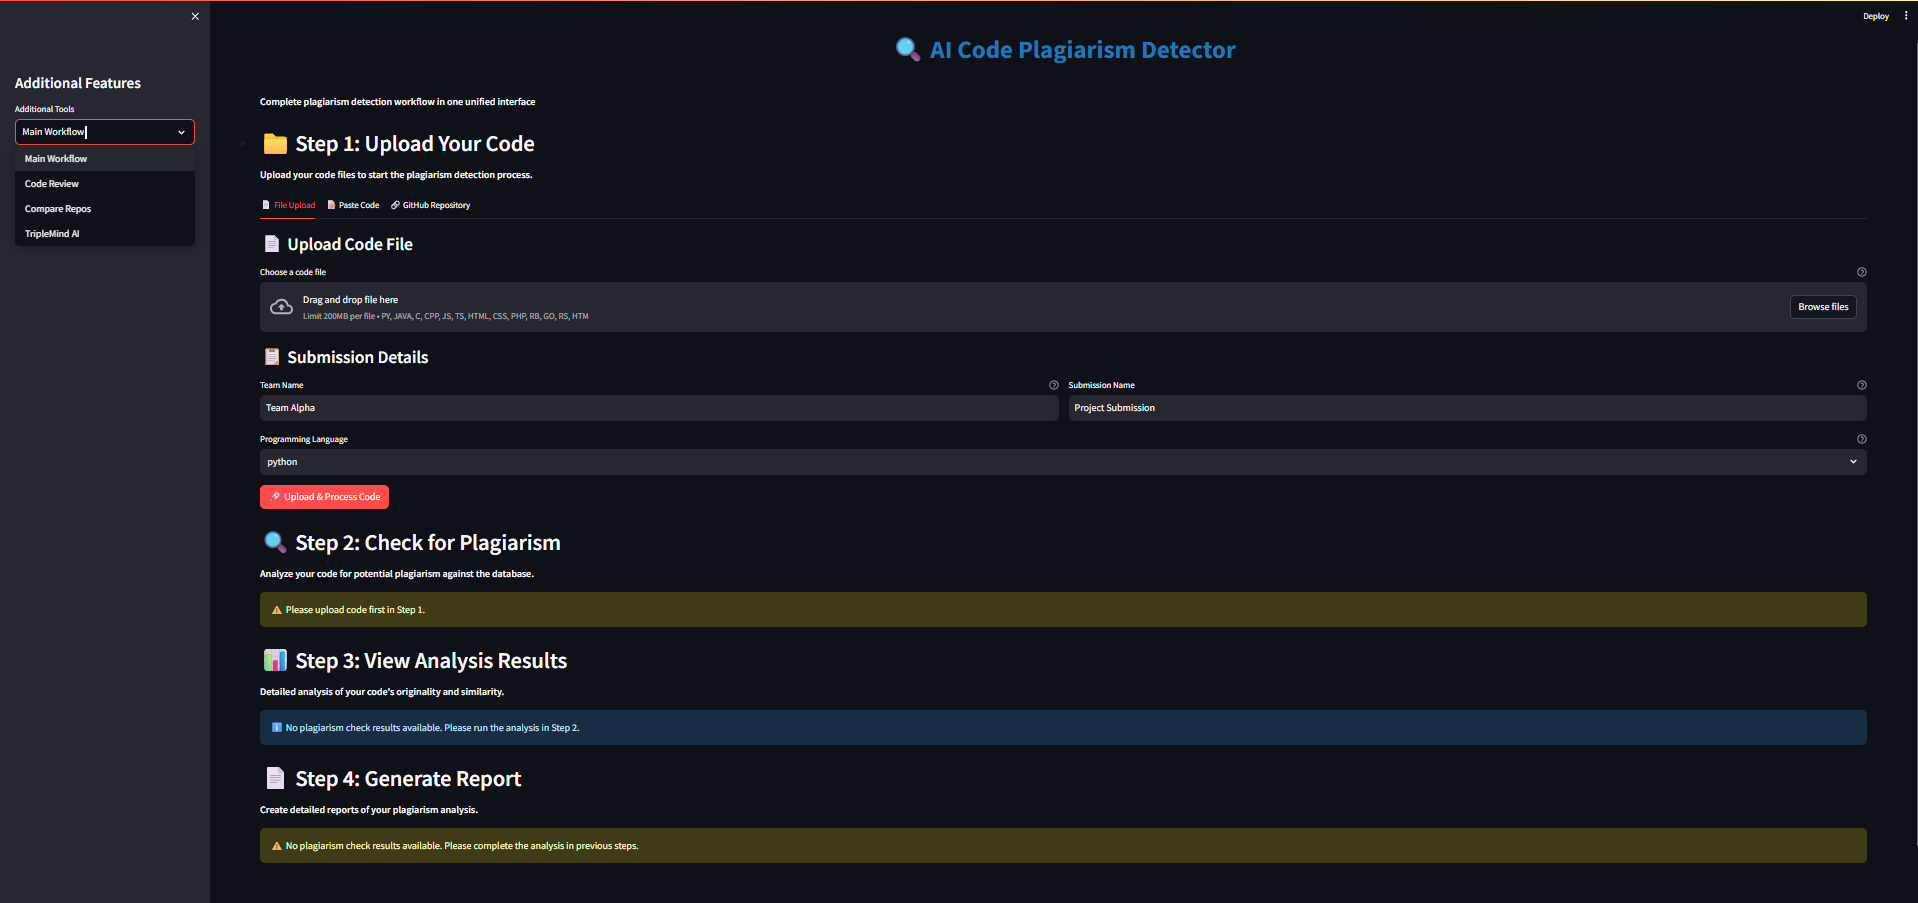 Deploy
Additional Features
Additional Tools
Main Workflow
Main Workflow
Code Review
Compare Repos
TripleMind AI
AI Code Plagiarism Detector
Complete plagiarism detection workflow in one unified interface
Step 1: Upload Your Code
Upload your code files to start the plagiarism detection process.
File Upload Paste Code GitHub Repository
Upload Code File
Choose a code file
Drag and drop file here
Limit 200MB per file • PY, JAVA, C, CPP, JS, TS, HTML, CSS, PHP, RB, GO, RS, HTM
Browse files
Submission Details
Team Name
Team Alpha
Submission Name
Project Submission
Programming Language
python
Upload & Process Code
Step 2: Check for Plagiarism
Analyze your code for potential plagiarism against the database.
Please upload code first in Step 1.
Step 3: View Analysis Results
Detailed analysis of your code's originality and similarity.
No plagiarism check results available. Please run the analysis in Step 2.
Step 4: Generate Report
Create detailed reports of your plagiarism analysis.
No plagiarism check results available. Please complete the analysis in previous steps.